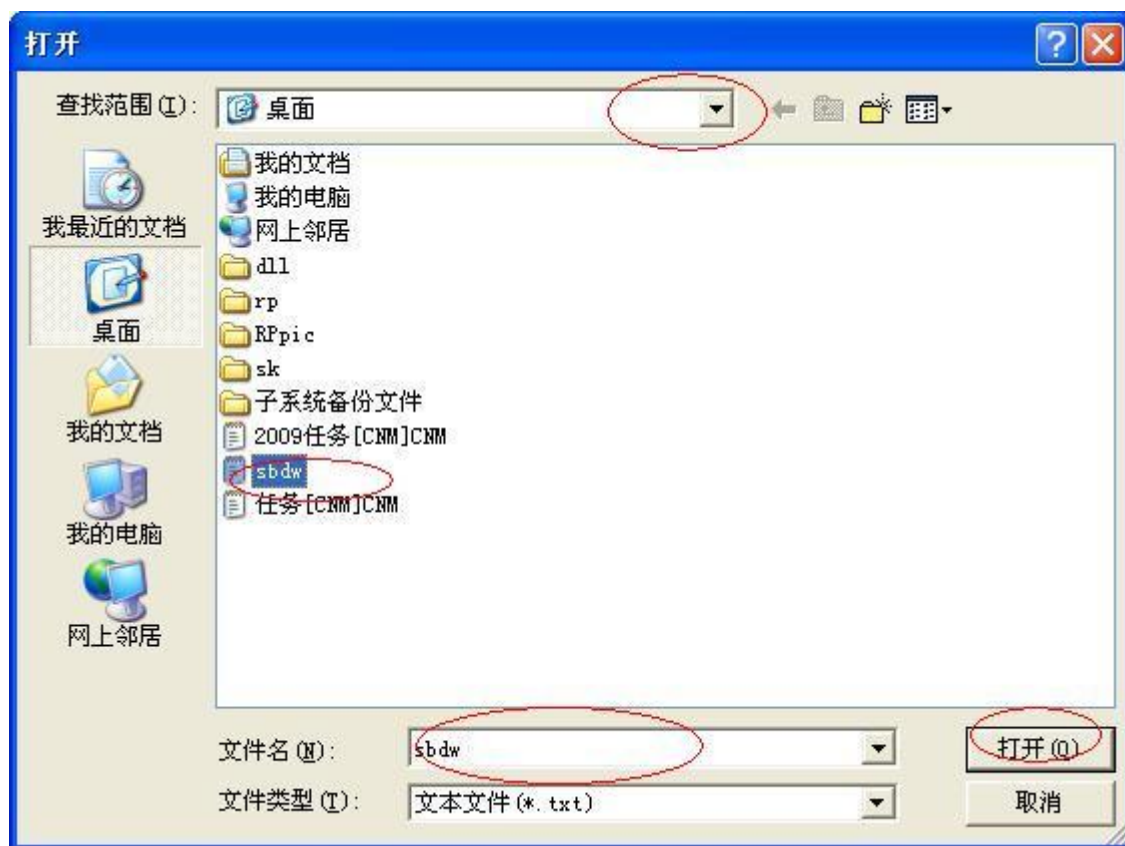 打开
查找范围(I):
桌面
我最近的文档
桌面
我的文档
我的电脑
网上邻居
我的文档
我的电脑
网上邻居
dll
rp
RPpic
sk
子系统备份文件
2009任务[CNM]CNM
sbdw
任务[CNM]CNM
文件名(N):
sbdw
打开(O)
文件类型(T):
文本文件(*.txt)
取消